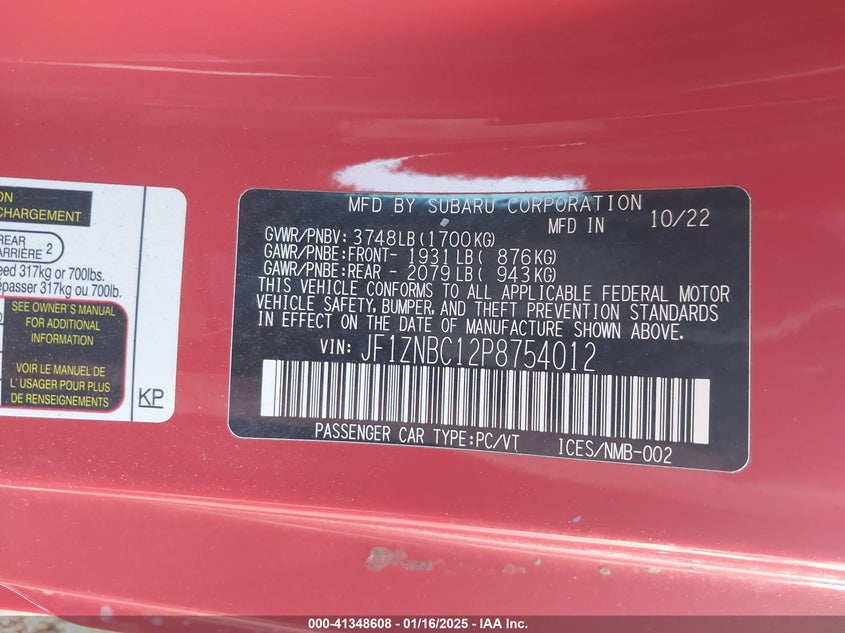 ON
CHARGEMENT
REAR
ARRIÈRE 2
eed 317kg or 700lbs.
épasser 317kg ou 700lb.
SEE OWNER'S MANUAL
FOR ADDITIONAL
INFORMATION
VOIR LE MANUEL DE
L' USAGER POUR PLUS
DE RENSEIGNEMENTS
KP
MFD BY SUBARU CORPORATION
MFD IN 10/22
GVWR/PNBV: 3748LB(1700KG)
GAWR/PNBE:FRONT- 1931LB( 876KG)
GAWR/PNBE:REAR - 2079LB( 943KG)
THIS VEHICLE CONFORMS TO ALL APPLICABLE FEDERAL MOTOR
VEHICLE SAFETY, BUMPER, AND THEFT PREVENTION STANDARDS
IN EFFECT ON THE DATE OF MANUFACTURE SHOWN ABOVE.
VIN: JF1ZNBC12P8754012
PASSENGER CAR TYPE:PC/VT ICES/NMB-002
000-41348608 - 01/16/2025 - IAA Inc.